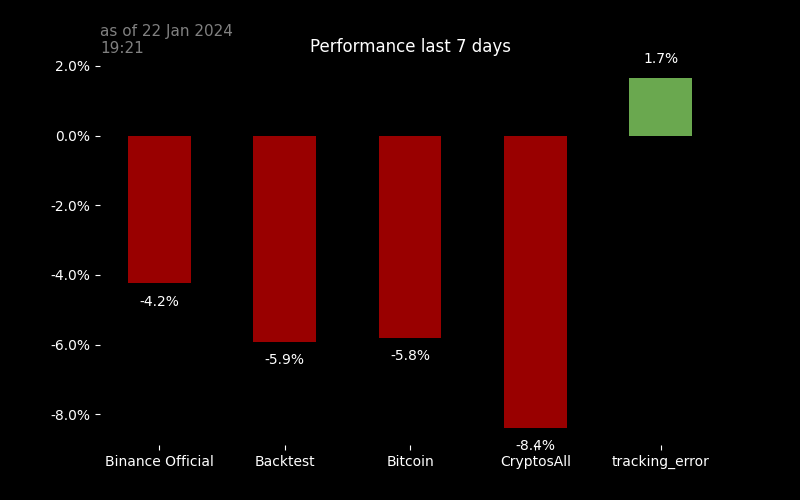 as of 22 Jan 2024
19:21
Performance last 7 days
2.0%
0.0%
-2.0%
-4.0%
-6.0%
-8.0%
1.7%
-4.2%
-5.9%
-5.8%
-8.4%
Binance Official
Backtest
Bitcoin
CryptosAll
tracking_error